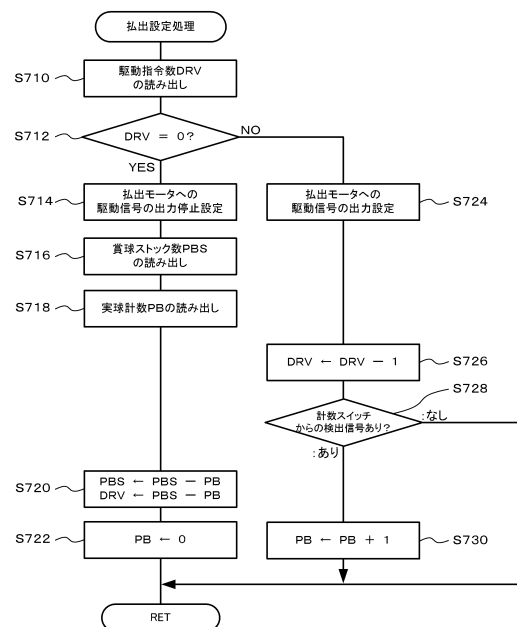 払出設定処理
S710
駆動指令数DRV
の読み出し
S712
DRV = 0?
NO
YES
S714
払出モータへの
駆動信号の出力停止設定
払出モータへの
駆動信号の出力設定
S724
S716
賞球ストック数PBS
の読み出し
S718
実球計数PBの読み出し
DRV ← DRV － 1
S726
S728
計数スイッチ
からの検出信号あり?
:なし
:あり
S720
PBS ← PBS － PB
DRV ← PBS － PB
S722
PB ← 0
PB ← PB + 1
S730
RET